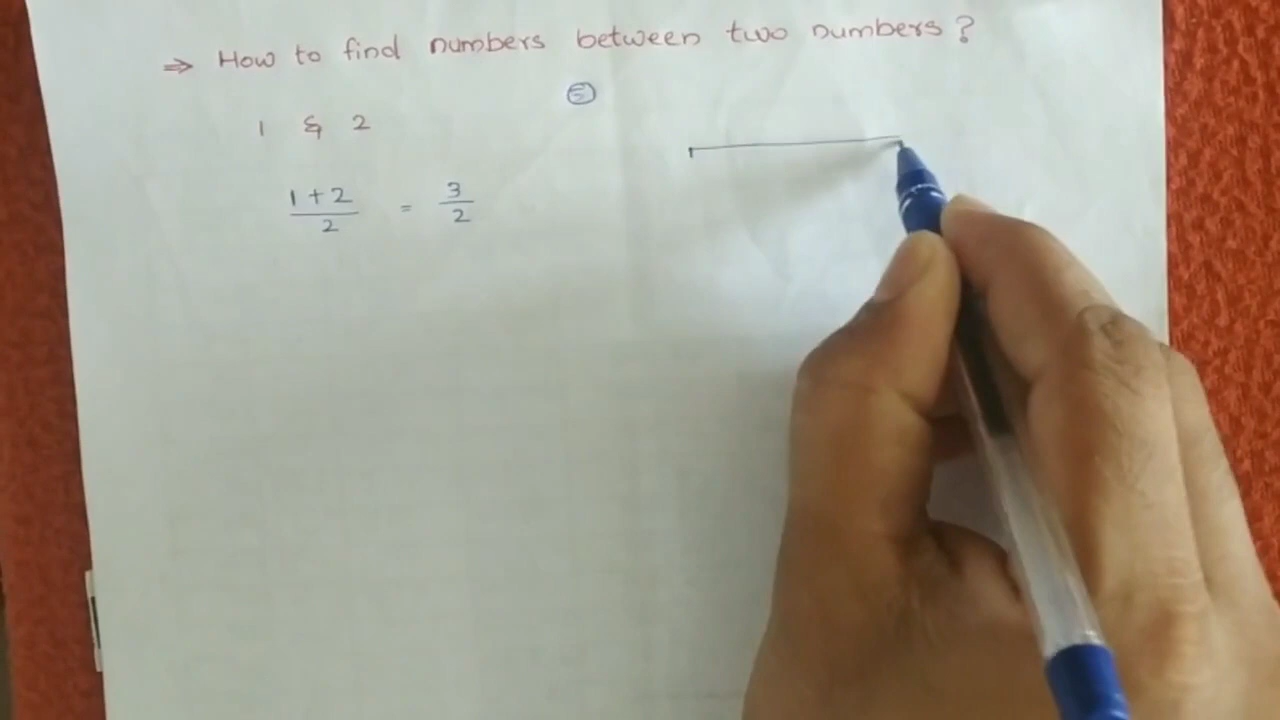 ⇒ How to find numbers between two numbers?
⑤
1 & 2
1 + 2 / 2 = 3 / 2